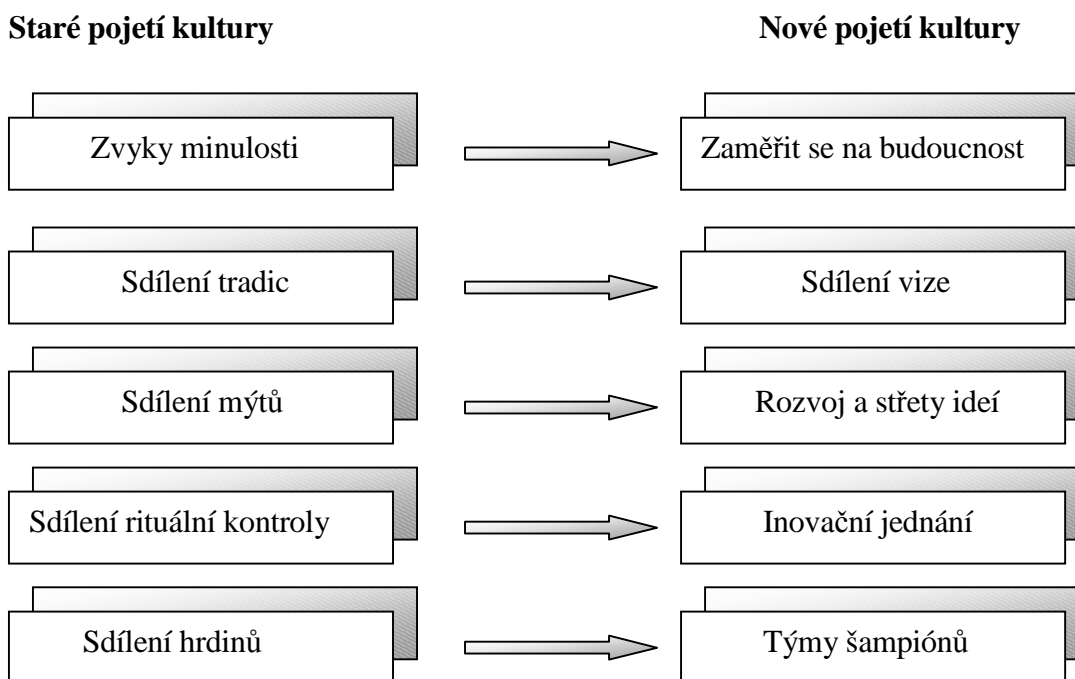 Staré pojetí kultury
Nové pojetí kultury
Zvyky minulosti
Zaměřit se na budoucnost
Sdílení tradic
Sdílení vize
Sdílení mýtů
Rozvoj a střety ideí
Sdílení rituální kontroly
Inovační jednání
Sdílení hrdinů
Týmy šampiónů